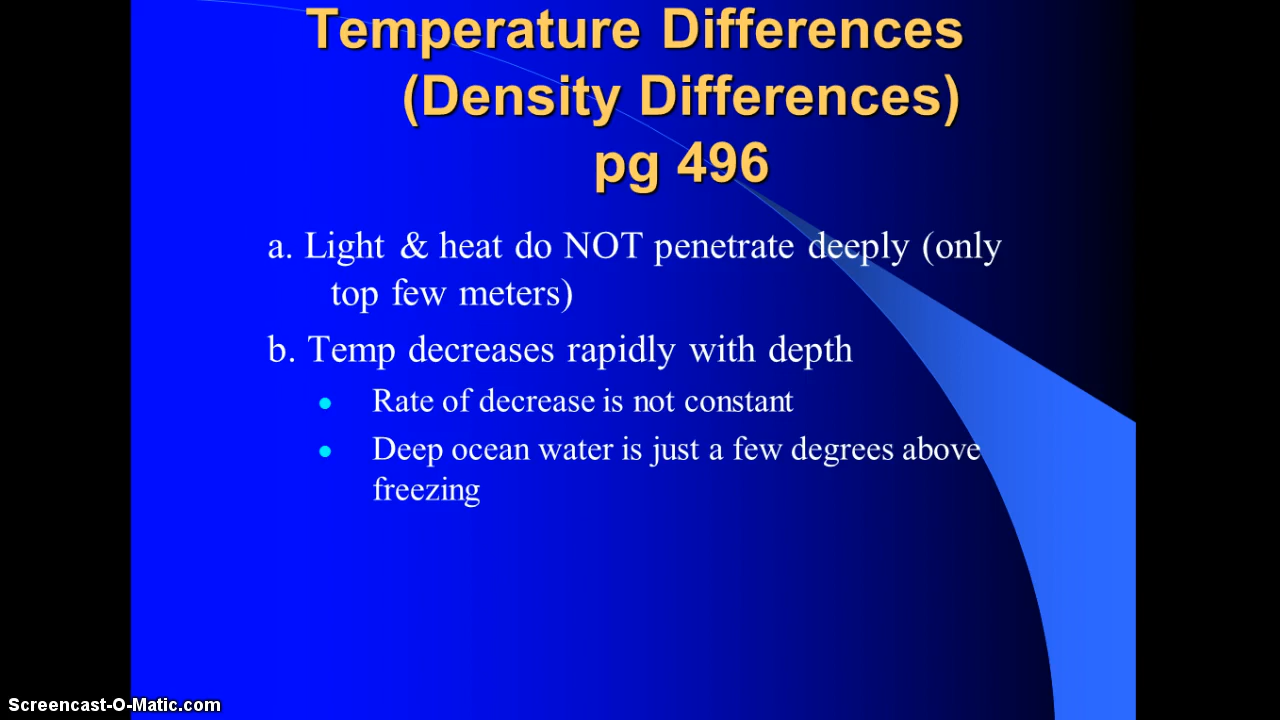 Temperature Differences
(Density Differences)
pg 496
a. Light & heat do NOT penetrate deeply (only
top few meters)
b. Temp decreases rapidly with depth
• Rate of decrease is not constant
• Deep ocean water is just a few degrees above
freezing
Screencast-O-Matic.com